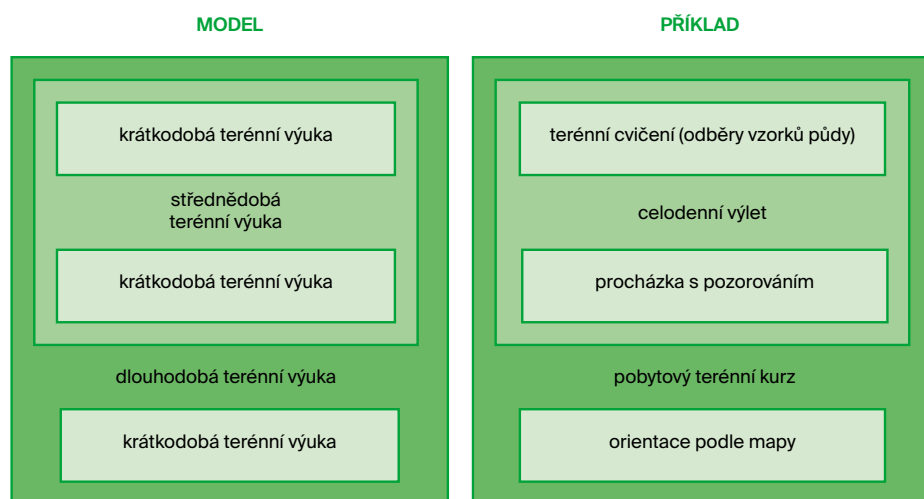 MODEL
krátkodobá terénní výuka
střednědobá
terénní výuka
krátkodobá terénní výuka
dlouhodobá terénní výuka
krátkodobá terénní výuka
PŘÍKLAD
terénní cvičení (odběry vzorků půdy)
celodenní výlet
procházka s pozorováním
pobytový terénní kurz
orientace podle mapy